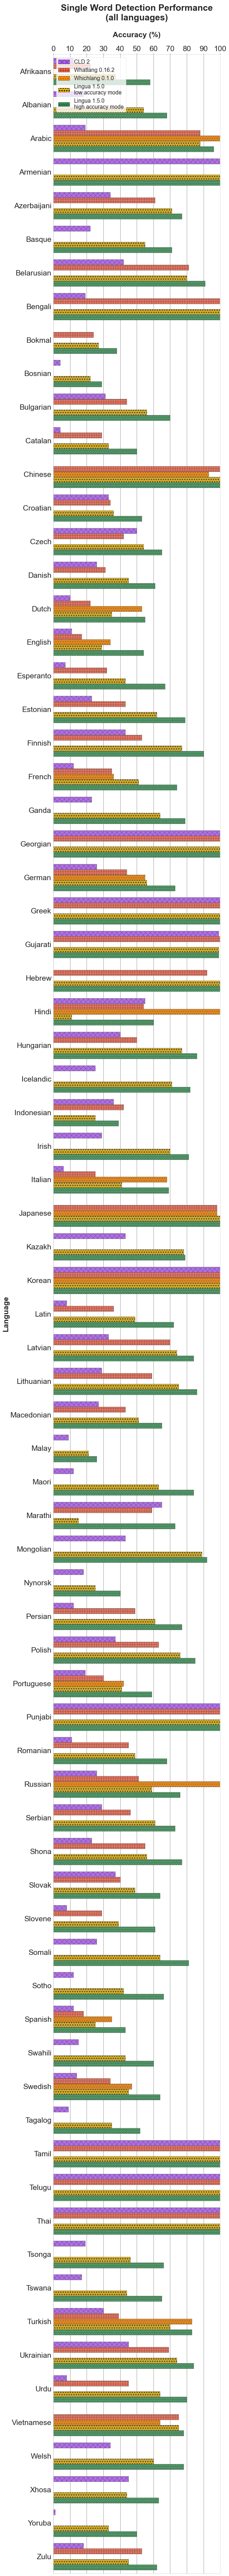 Single Word Detection Performance
(all languages)
Accuracy (%)
0 10 20 30 40 50 60 70 80 90 100
CLD 2
Whatlang 0.16.2
Whichlang 0.1.0
Lingua 1.5.0
low accuracy mode
Lingua 1.5.0
high accuracy mode
Language
Afrikaans
Albanian
Arabic
Armenian
Azerbaijani
Basque
Belarusian
Bengali
Bokmal
Bosnian
Bulgarian
Catalan
Chinese
Croatian
Czech
Danish
Dutch
English
Esperanto
Estonian
Finnish
French
Ganda
Georgian
German
Greek
Gujarati
Hebrew
Hindi
Hungarian
Icelandic
Indonesian
Irish
Italian
Japanese
Kazakh
Korean
Latin
Latvian
Lithuanian
Macedonian
Malay
Maori
Marathi
Mongolian
Nynorsk
Persian
Polish
Portuguese
Punjabi
Romanian
Russian
Serbian
Shona
Slovak
Slovene
Somali
Sotho
Spanish
Swahili
Swedish
Tagalog
Tamil
Telugu
Thai
Tsonga
Tswana
Turkish
Ukrainian
Urdu
Vietnamese
Welsh
Xhosa
Yoruba
Zulu